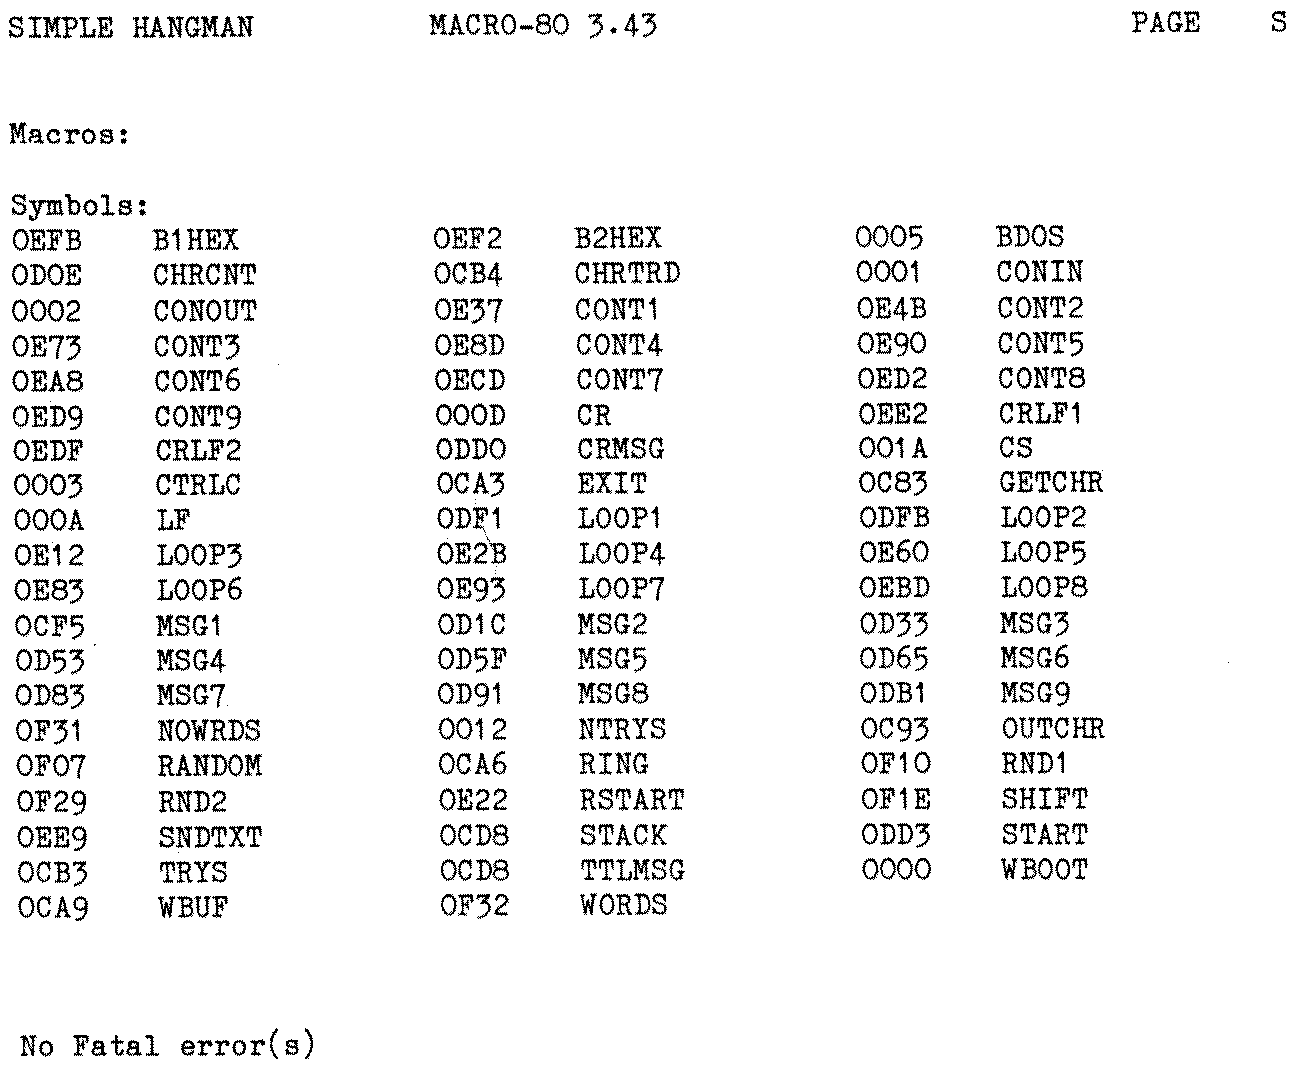 SIMPLE HANGMAN MACRO-80 3.43 PAGE S
Macros:
Symbols:
0EFB B1HEX 0EF2 B2HEX 0005 BDOS
0D0E CHRCNT 0CB4 CHRTRD 0001 CONIN
0002 CONOUT 0E37 CONT1 0E4B CONT2
0E73 CONT3 0E8D CONT4 0E90 CONT5
0EA8 CONT6 0ECD CONT7 0ED2 CONT8
0ED9 CONT9 000D CR 0EE2 CRLF1
0EDF CRLF2 0DD0 CRMSG 001A CS
0003 CTRLC 0CA3 EXIT 0C83 GETCHR
000A LF 0DF1 LOOP1 0DFB LOOP2
0E12 LOOP3 0E2B LOOP4 0E60 LOOP5
0E83 LOOP6 0E93 LOOP7 0EBD LOOP8
0CF5 MSG1 0D1C MSG2 0D33 MSG3
0D53 MSG4 0D5F MSG5 0D65 MSG6
0D83 MSG7 0D91 MSG8 0DB1 MSG9
0F31 NOWRDS 0012 NTRYS 0C93 OUTCHR
0F07 RANDOM 0CA6 RING 0F10 RND1
0F29 RND2 0E22 RSTART 0F1E SHIFT
0EE9 SNDTXT 0CD8 STACK 0DD3 START
0CB3 TRYS 0CD8 TTLMSG 0000 WBOOT
0CA9 WBUF 0F32 WORDS
No Fatal error(s)